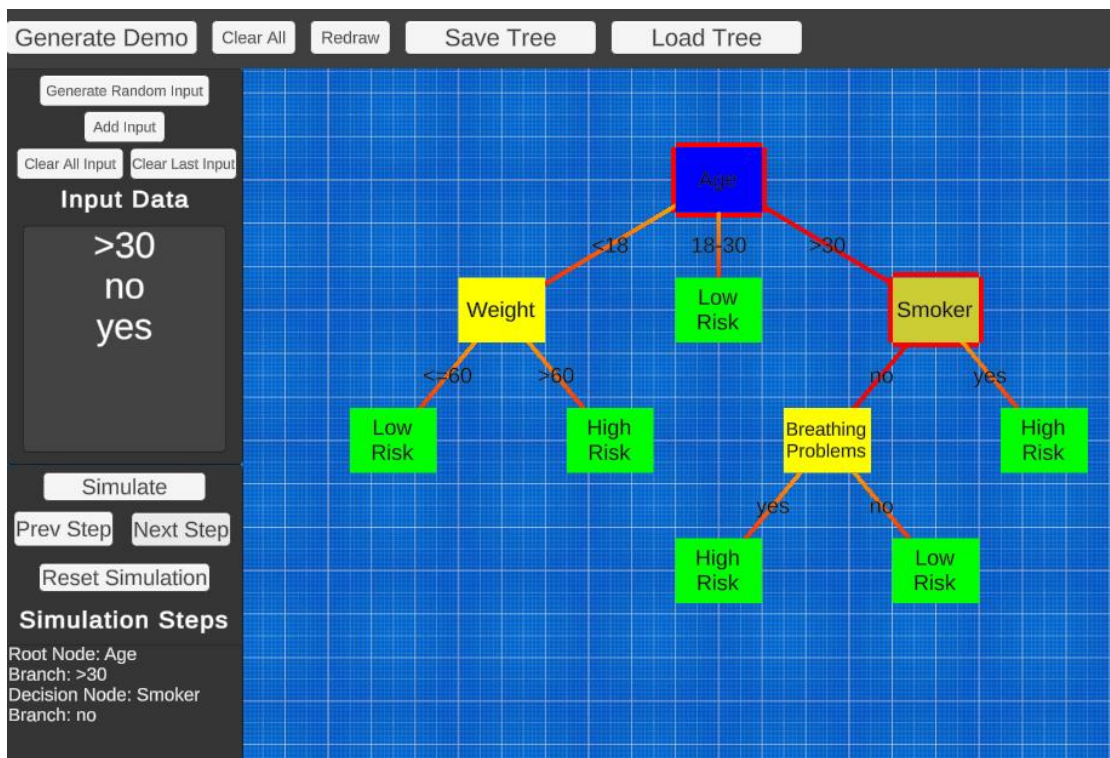 Generate Demo
Clear All
Redraw
Save Tree
Load Tree
Generate Random Input
Add Input
Clear All Input
Clear Last Input
Input Data
>30
no
yes
Simulate
Prev Step
Next Step
Reset Simulation
Simulation Steps
Root Node: Age
Branch: >30
Decision Node: Smoker
Branch: no
Age
<18
18-30
>30
Weight
Low
Risk
Smoker
<=60
>60
no
yes
Low
Risk
High
Risk
Breathing
Problems
High
Risk
yes
no
High
Risk
Low
Risk